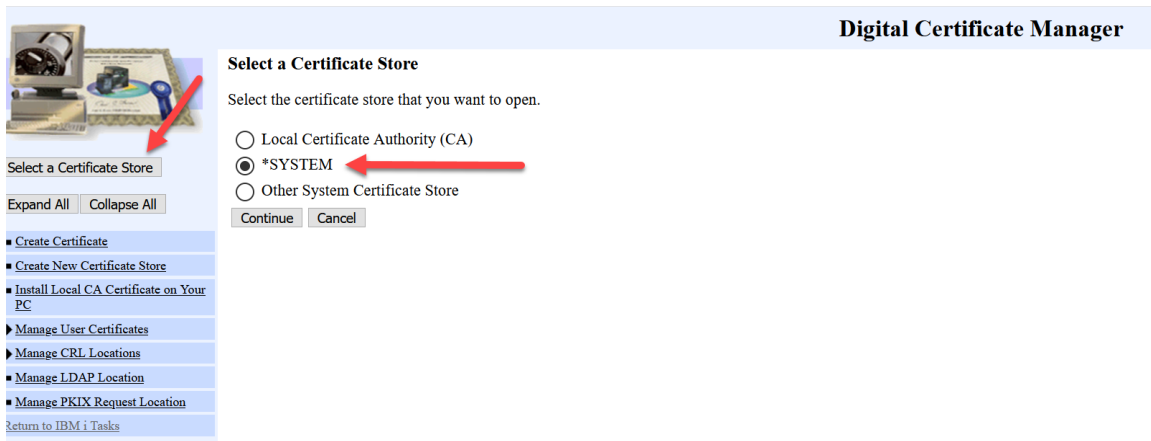 Digital Certificate Manager
Select a Certificate Store
Select the certificate store that you want to open.
Local Certificate Authority (CA)
*SYSTEM
Other System Certificate Store
Continue Cancel
Select a Certificate Store
Expand All Collapse All
Create Certificate
Create New Certificate Store
Install Local CA Certificate on Your
PC
Manage User Certificates
Manage CRL Locations
Manage LDAP Location
Manage PKIX Request Location
Return to IBM i Tasks